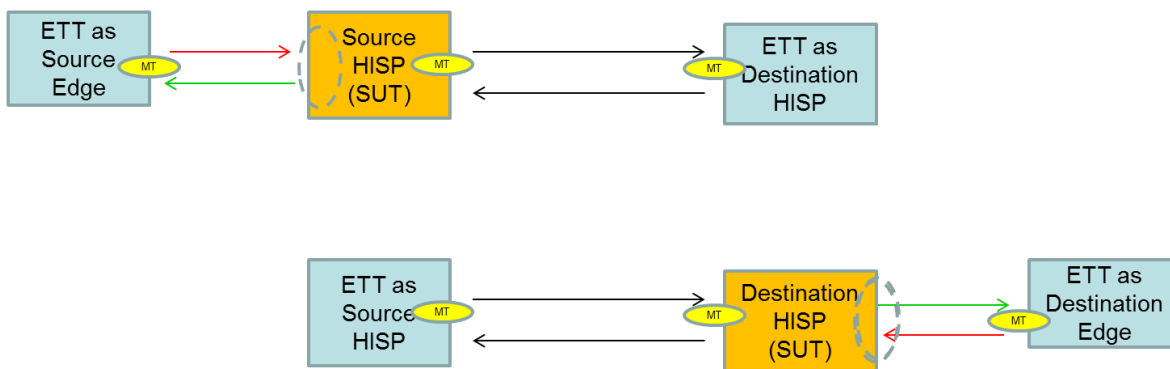 ETT as
Source
Edge
MT
Source
HISP
(SUT)
MT
MT
ETT as
Destination
HISP
ETT as
Source
HISP
MT
MT
Destination
HISP
(SUT)
MT
ETT as
Destination
Edge